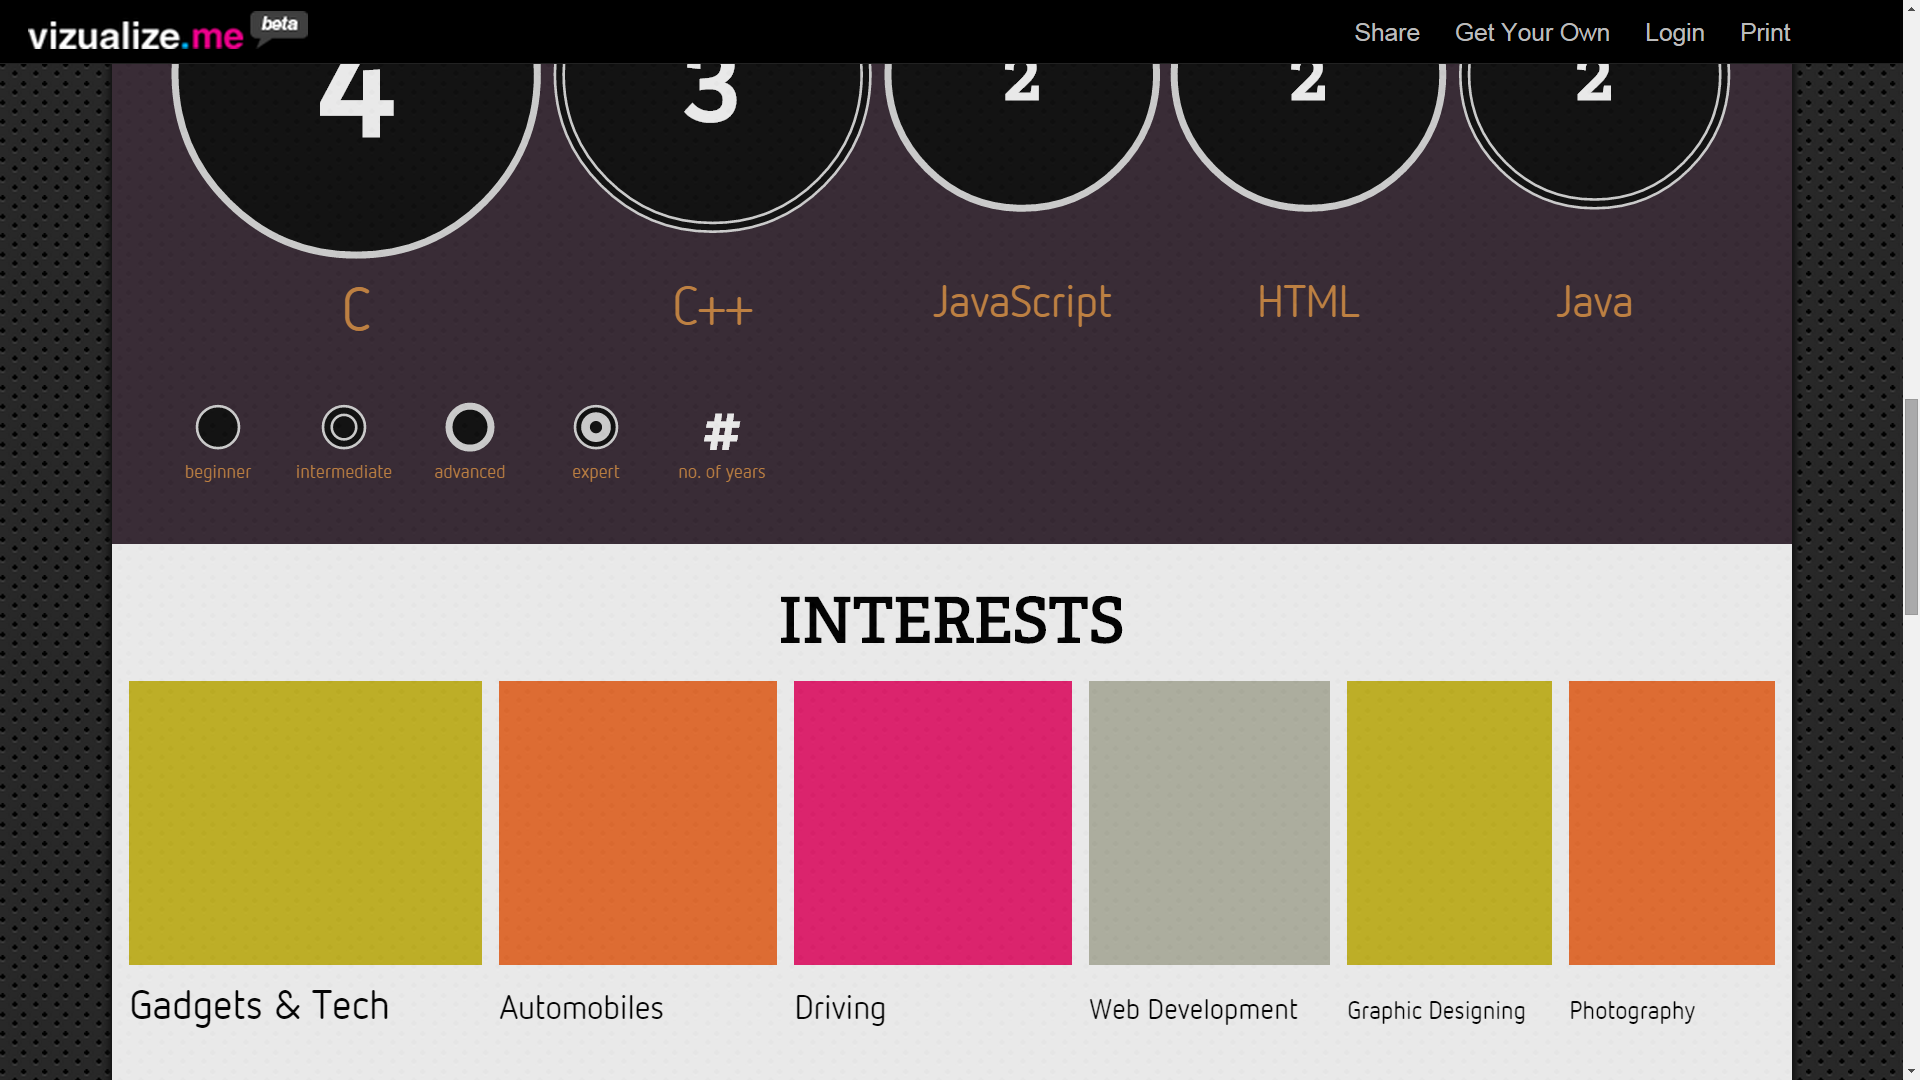 vizualize.me beta
Share Get Your Own Login Print
4 3 2 2 2
C C++ JavaScript HTML Java
#
beginner intermediate advanced expert no. of years
INTERESTS
Gadgets & Tech Automobiles Driving Web Development Graphic Designing Photography